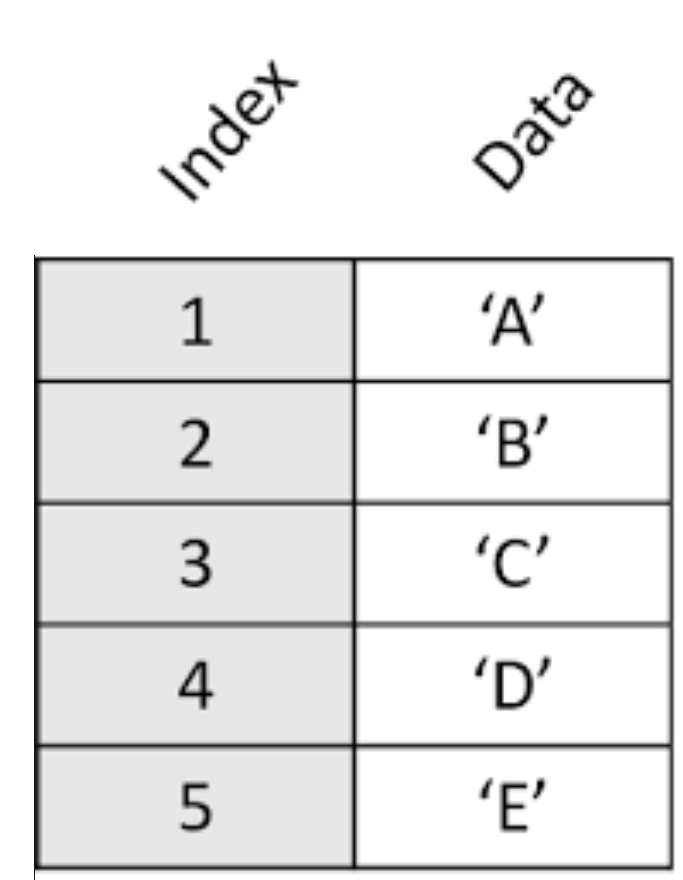 Index Data
1 ‘A’
2 ‘B’
3 ‘C’
4 ‘D’
5 ‘E’